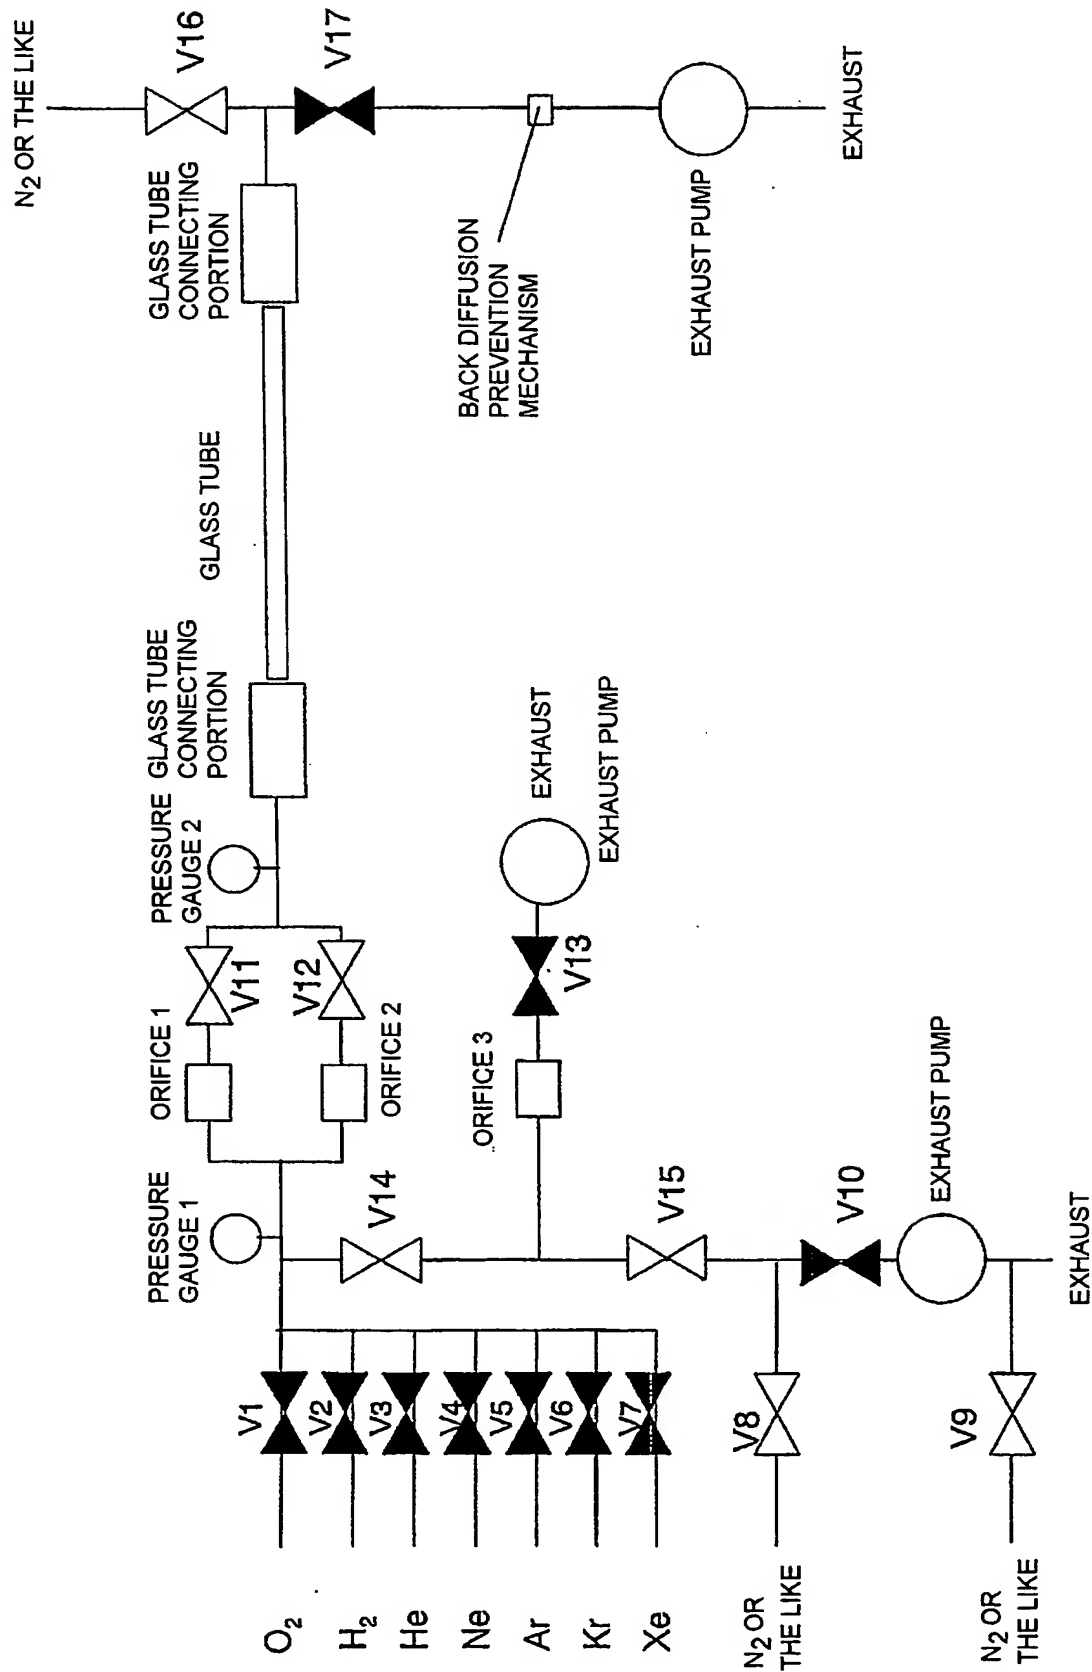 O2
H2
He
Ne
Ar
Kr
Xe
N2 OR
THE LIKE
N2 OR
THE LIKE
V1
V2
V3
V4
V5
V6
V7
V8
V9
PRESSURE
GAUGE 1
V14
V15
V10
EXHAUST PUMP
EXHAUST
ORIFICE 1
ORIFICE 2
ORIFICE 3
V11
V12
V13
EXHAUST
EXHAUST PUMP
PRESSURE
GAUGE 2
GLASS TUBE
CONNECTING
PORTION
GLASS TUBE
GLASS TUBE
CONNECTING
PORTION
BACK DIFFUSION
PREVENTION
MECHANISM
EXHAUST PUMP
N2 OR THE LIKE
V16
V17
EXHAUST